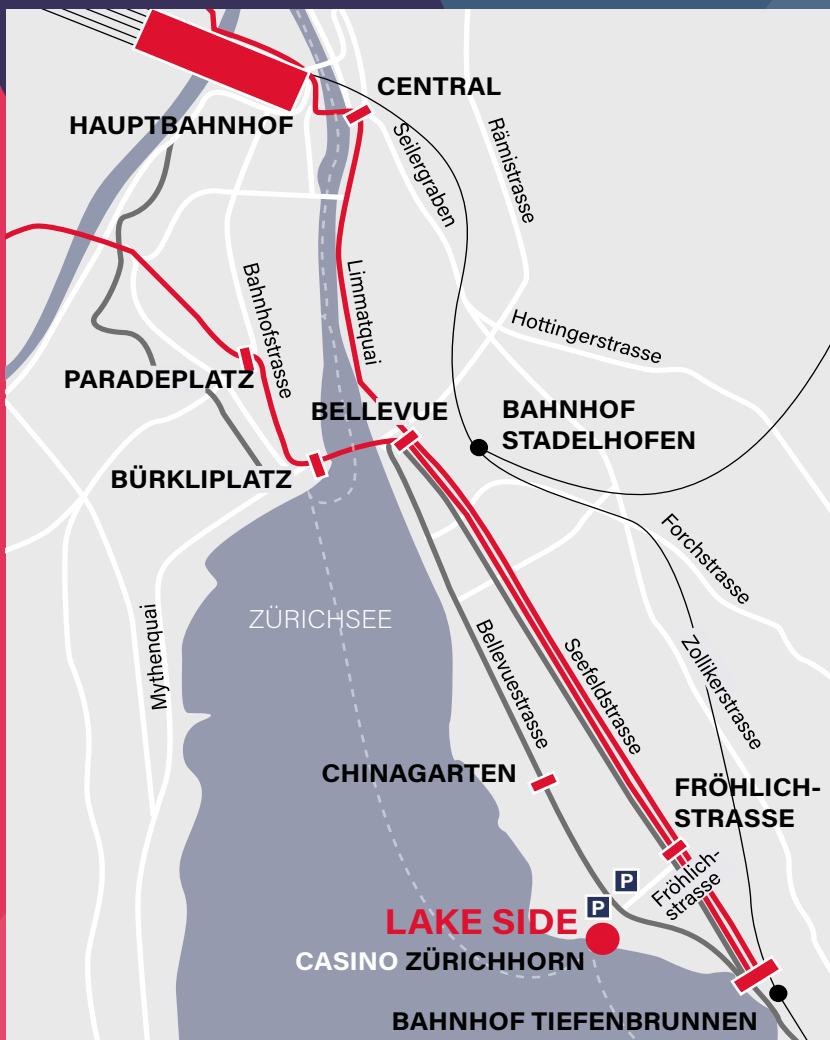 CENTRAL
HAUPTBAHNHOF
Seilergraben
Rämistrasse
Bahnhofstrasse
Limmatquai
Hottingerstrasse
PARADEPLATZ
BELLEVUE
BAHNHOF
STADELHOFEN
BÜRKLIPLATZ
Forchstrasse
ZÜRICHSEE
Mythenquai
Bellevuestrasse
Seefeldstrasse
Zollikerstrasse
CHINAGARTEN
FRÖHLICH-
STRASSE
Fröhlich-
strasse
P
P
LAKE SIDE
CASINO ZÜRICHHORN
BAHNHOF TIEFENBRUNNEN